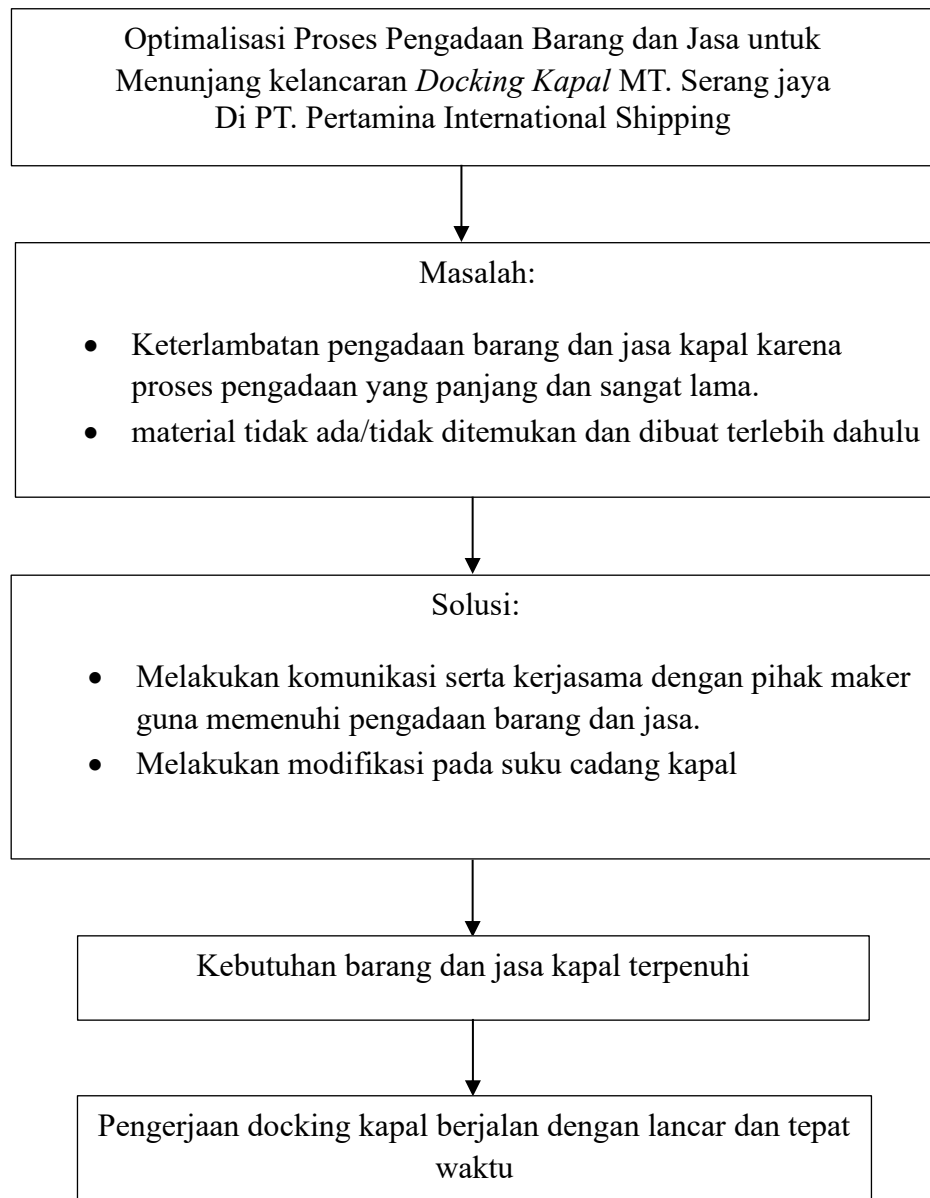 Optimalisasi Proses Pengadaan Barang dan Jasa untuk
Menunjang kelancaran Docking Kapal MT. Serang jaya
Di PT. Pertamina International Shipping
Masalah:
• Keterlambatan pengadaan barang dan jasa kapal karena
proses pengadaan yang panjang dan sangat lama.
• material tidak ada/tidak ditemukan dan dibuat terlebih dahulu
Solusi:
• Melakukan komunikasi serta kerjasama dengan pihak maker
guna memenuhi pengadaan barang dan jasa.
• Melakukan modifikasi pada suku cadang kapal
Kebutuhan barang dan jasa kapal terpenuhi
Pengerjaan docking kapal berjalan dengan lancar dan tepat
waktu